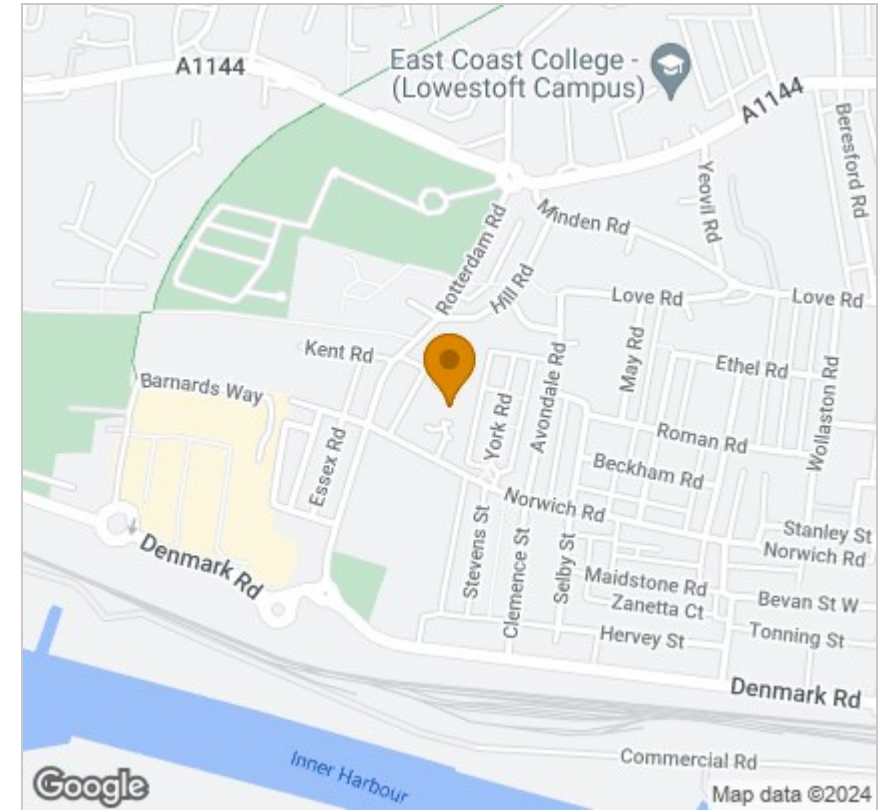 A1144
East Coast College -
(Lowestoft Campus)
A1144
Beresford Rd
Yeovil Rd
Minden Rd
Rotterdam Rd
Hill Rd
Love Rd
Love Rd
Kent Rd
May Rd
Ethel Rd
Barnards Way
Avondale Rd
York Rd
Wollaston Rd
Roman Rd
Essex Rd
Beckham Rd
Norwich Rd
Stanley St
Norwich Rd
Denmark Rd
Stevens St
Clemence St
Selby St
Maidstone Rd
Zanetta Ct
Bevan St W
Hervey St
Tonning St
Denmark Rd
Inner Harbour
Commercial Rd
Google
Map data ©2024